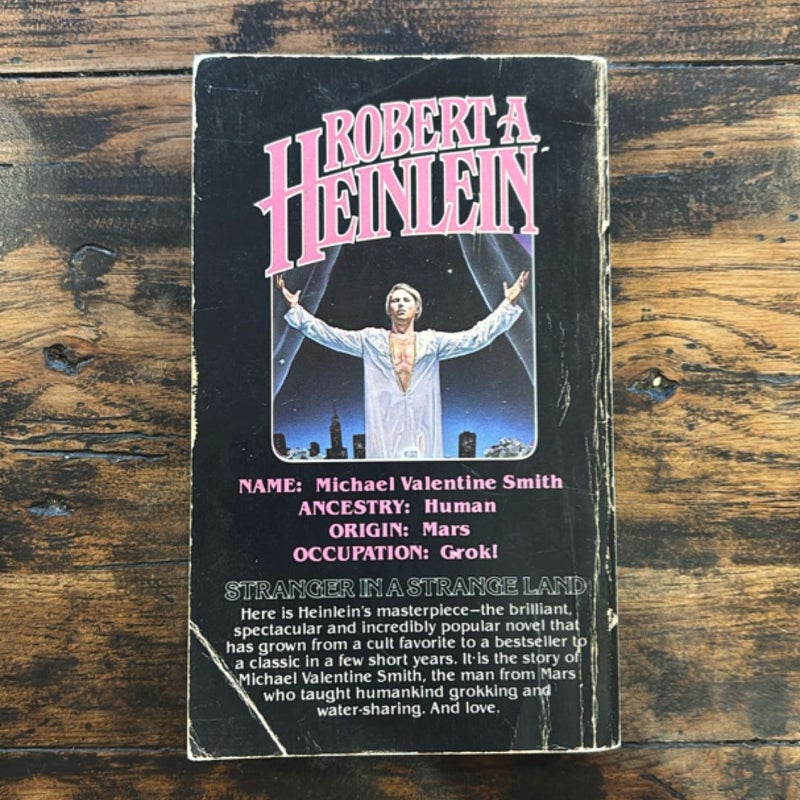 ROBERT A.
HEINLEIN
NAME: Michael Valentine Smith
ANCESTRY: Human
ORIGIN: Mars
OCCUPATION: Grok!
STRANGER IN A STRANGE LAND
Here is Heinlein's masterpiece—the brilliant,
spectacular and incredibly popular novel that
has grown from a cult favorite to a bestseller to
a classic in a few short years. It is the story of
Michael Valentine Smith, the man from Mars
who taught humankind grokking and
water-sharing. And love.